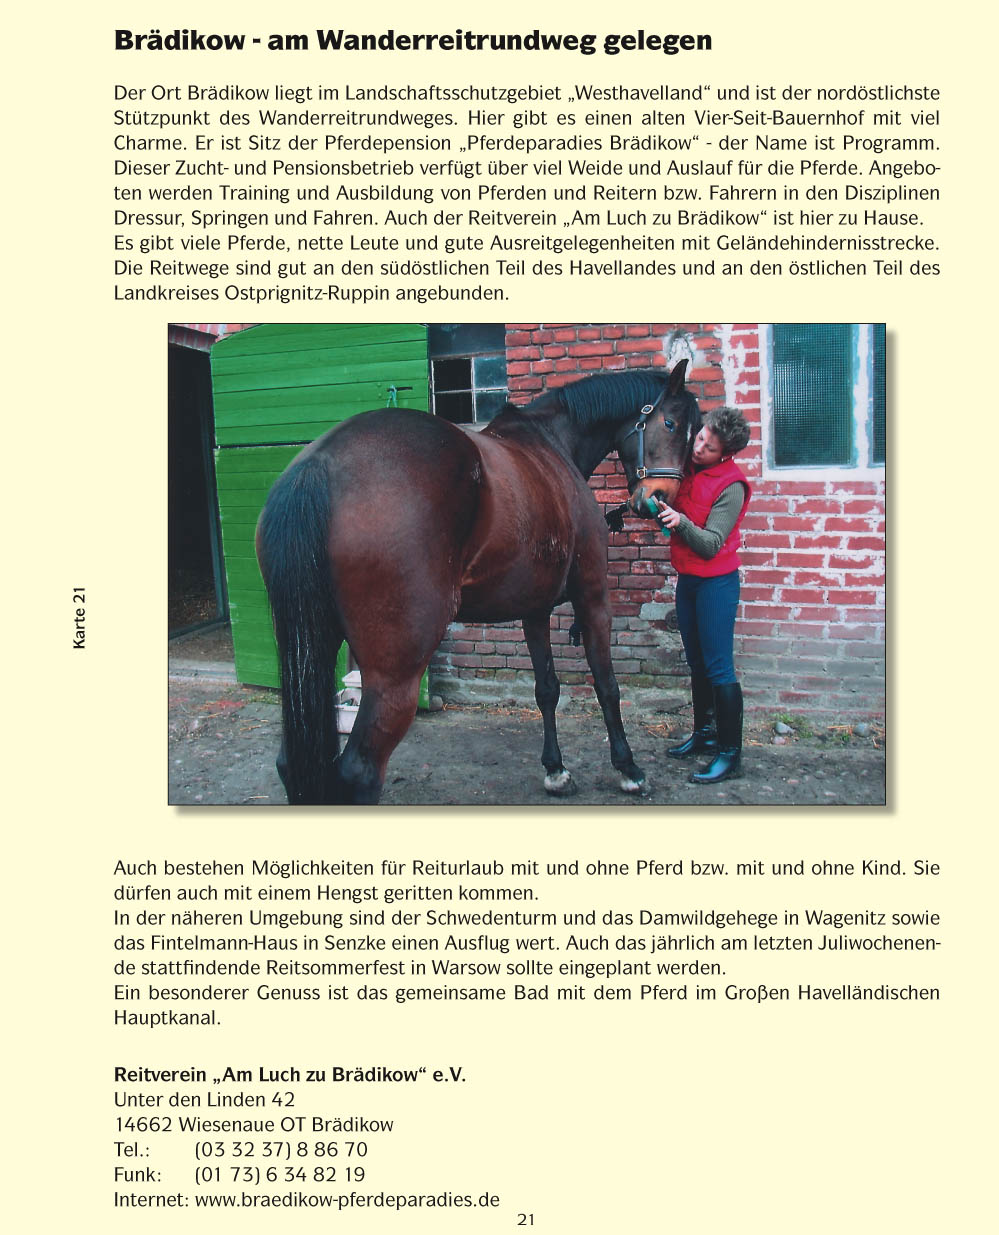 Brädikow - am Wanderreitrundweg gelegen
Der Ort Brädikow liegt im Landschaftsschutzgebiet „Westhavelland“ und ist der nordöstlichste
Stützpunkt des Wanderreitrundweges. Hier gibt es einen alten Vier-Seit-Bauernhof mit viel
Charme. Er ist Sitz der Pferdepension „Pferdeparadies Brädikow“ - der Name ist Programm.
Dieser Zucht- und Pensionsbetrieb verfügt über viel Weide und Auslauf für die Pferde. Angebo-
ten werden Training und Ausbildung von Pferden und Reitern bzw. Fahrern in den Disziplinen
Dressur, Springen und Fahren. Auch der Reitverein „Am Luch zu Brädikow“ ist hier zu Hause.
Es gibt viele Pferde, nette Leute und gute Ausreitgelegenheiten mit Geländehindernisstrecke.
Die Reitwege sind gut an den südöstlichen Teil des Havellandes und an den östlichen Teil des
Landkreises Ostprignitz-Ruppin angebunden.
Karte 21
Auch bestehen Möglichkeiten für Reiturlaub mit und ohne Pferd bzw. mit und ohne Kind. Sie
dürfen auch mit einem Hengst geritten kommen.
In der näheren Umgebung sind der Schwedenturm und das Damwildgehege in Wagenitz sowie
das Fintelmann-Haus in Senzke einen Ausflug wert. Auch das jährlich am letzten Juliwochenen-
de stattfindende Reitsommerfest in Warsow sollte eingeplant werden.
Ein besonderer Genuss ist das gemeinsame Bad mit dem Pferd im Großen Havelländischen
Hauptkanal.
Reitverein „Am Luch zu Brädikow“ e.V.
Unter den Linden 42
14662 Wiesenaue OT Brädikow
Tel.: (03 32 37) 8 86 70
Funk: (01 73) 6 34 82 19
Internet: www.braedikow-pferdeparadies.de
21